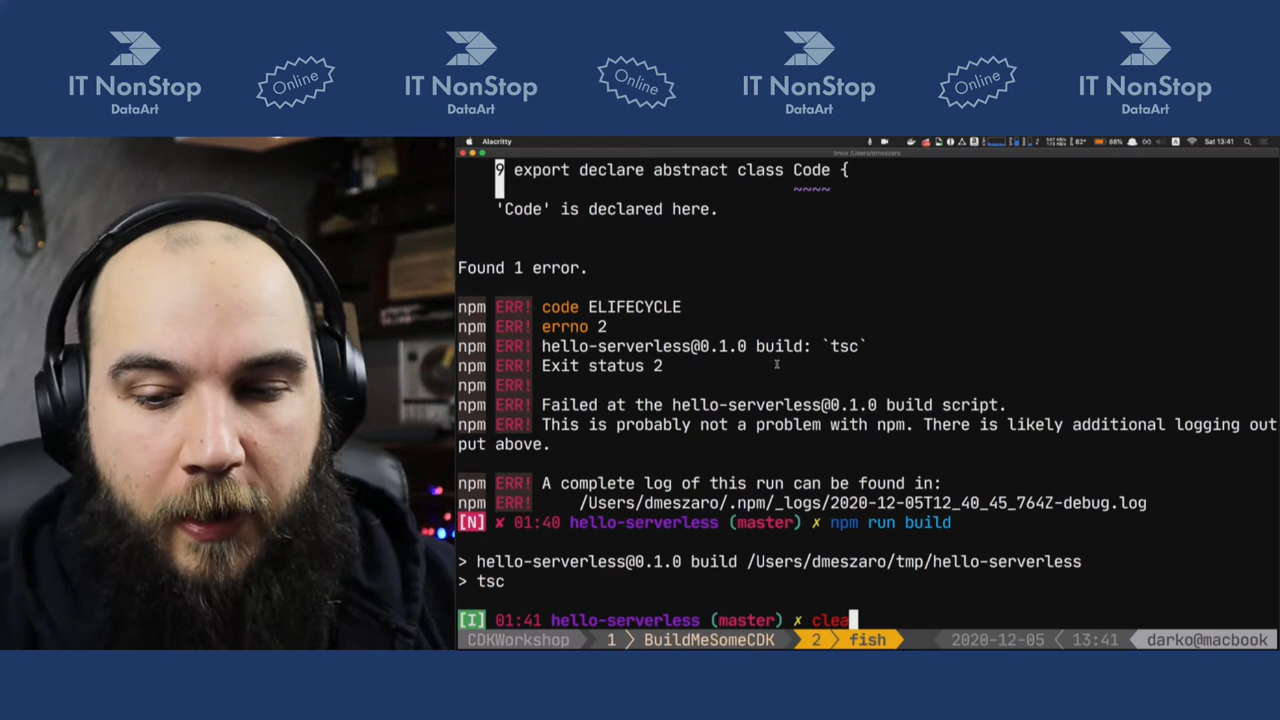 IT NonStop
DataArt
Online
IT NonStop
DataArt
Online
IT NonStop
DataArt
Online
IT NonStop
DataArt
Alacritty
88%
Sat 13:41
9 export declare abstract class Code {
~~~~
'Code' is declared here.
Found 1 error.
npm ERR! code ELIFECYCLE
npm ERR! errno 2
npm ERR! hello-serverless@0.1.0 build: `tsc`
npm ERR! Exit status 2
npm ERR!
npm ERR! Failed at the hello-serverless@0.1.0 build script.
npm ERR! This is probably not a problem with npm. There is likely additional logging out
put above.
npm ERR! A complete log of this run can be found in:
npm ERR!     /Users/dmeszaro/.npm/_logs/2020-12-05T12_40_45_764Z-debug.log
[N] ✘ 01:40 hello-serverless (master) ✗ npm run build
> hello-serverless@0.1.0 build /Users/dmeszaro/tmp/hello-serverless
> tsc
[I] 01:41 hello-serverless (master) ✗ clea
CDKWorkshop 1 BuildMeSomeCDK 2 fish 2020-12-05 13:41 darko@macbook